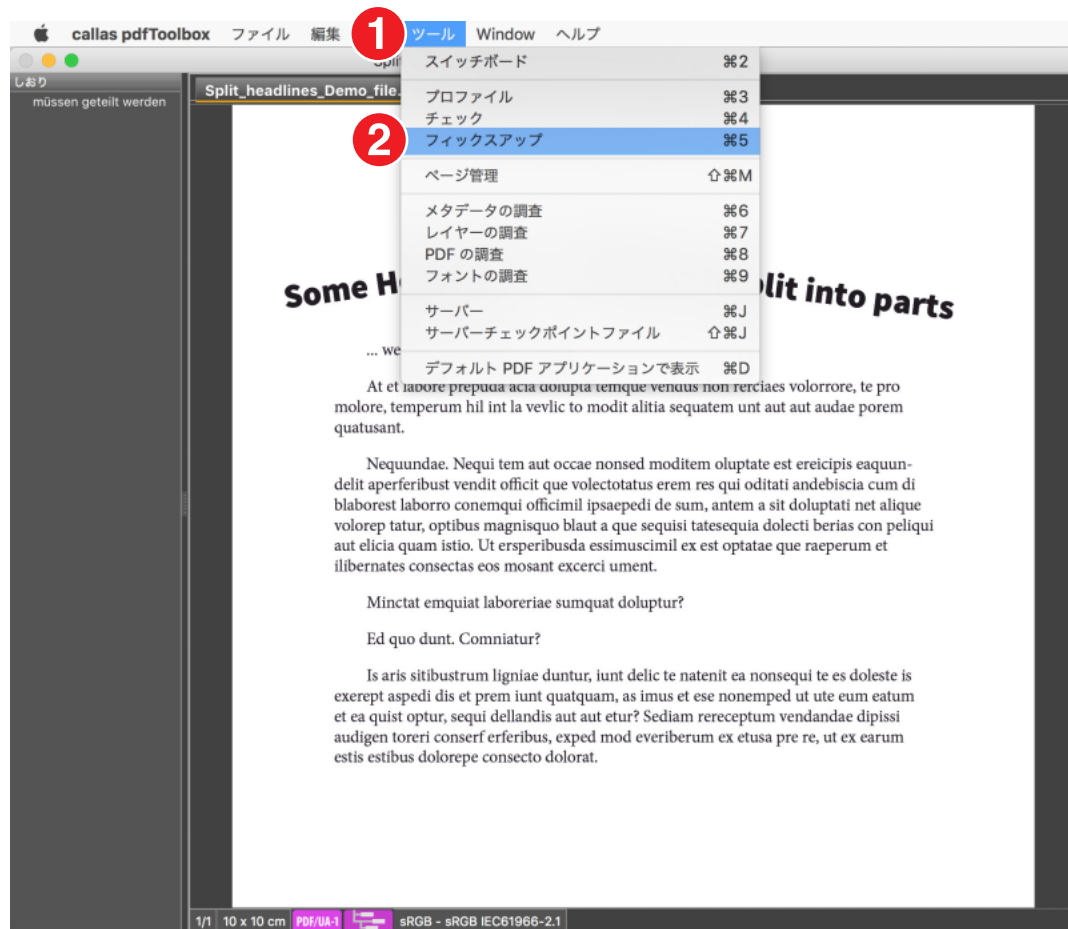 callas pdfToolbox ファイル 編集 1 ツール Window ヘルプ
しおり
müssen geteilt werden
Split_headlines_Demo_file.
スイッチボード ⌘2
プロファイル ⌘3
チェック ⌘4
2 フィックスアップ ⌘5
ページ管理 ⇧⌘M
メタデータの調査 ⌘6
レイヤーの調査 ⌘7
PDF の調査 ⌘8
フォントの調査 ⌘9
サーバー ⌘J
サーバーチェックポイントファイル ⇧⌘J
デフォルト PDF アプリケーションで表示 ⌘D
Some H lit into parts
... we
At et labore prepuda acia dolupta temque vendus non rerciaes volorrore, te pro
molore, temperum hil int la vevlic to modit alitia sequatem unt aut aut audae porem
quatusant.
Nequundae. Nequi tem aut occae nonsed moditem oluptate est ereicipis eaquun-
delit aperferibust vendit officit que volectotatus erem res qui oditati andebiscia cum di
blaborest laborro conemqui officimil ipsaepedi de sum, antem a sit doluptati net alique
volorep tatur, optibus magnisquo blaut a que sequisi tatesequia dolecti berias con peliqui
aut elicia quam istio. Ut ersperibusda essimuscimil ex est optatae que raeperum et
ilibernates consectas eos mosant excerci ument.
Minctat emquiat laboreriae sumquat doluptur?
Ed quo dunt. Comniatur?
Is aris sitibustrum ligniae duntur, iunt delic te natenit ea nonsequi te es doleste is
exerept aspedi dis et prem iunt quatquam, as imus et ese nonemped ut ute eum eatum
et ea quist optur, sequi dellandis aut aut etur? Sediam rereceptum vendandae dipissi
audigen toreri conserf erferibus, exped mod everiberum ex etusa pre re, ut ex earum
estis estibus dolorepe consecto dolorat.
1/1 10 x 10 cm PDF/UA-1 sRGB - sRGB IEC61966-2.1